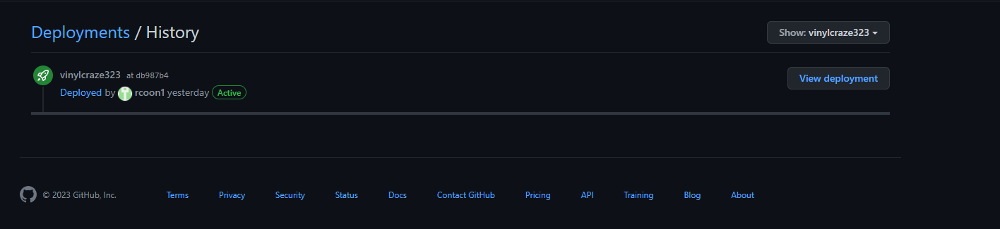 Deployments / History
Show: vinylcraze323
vinylcraze323 at db987b4
View deployment
Deployed by rcoon1 yesterday Active
© 2023 GitHub, Inc. Terms Privacy Security Status Docs Contact GitHub Pricing API Training Blog About